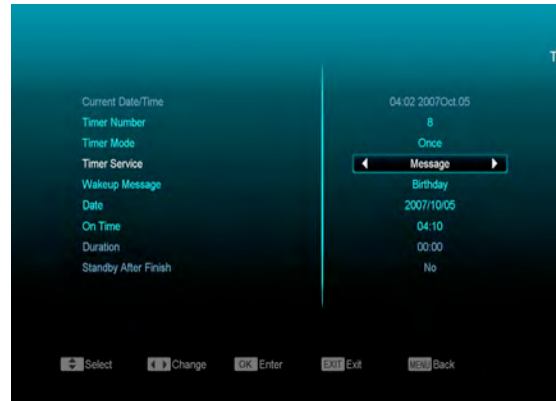 T
Current Date/Time 04:02 2007Oct.05
Timer Number 8
Timer Mode Once
Timer Service Message
Wakeup Message Birthday
Date 2007/10/05
On Time 04:10
Duration 00:00
Standby After Finish No
Select Change OK Enter EXIT Exit MENU Back